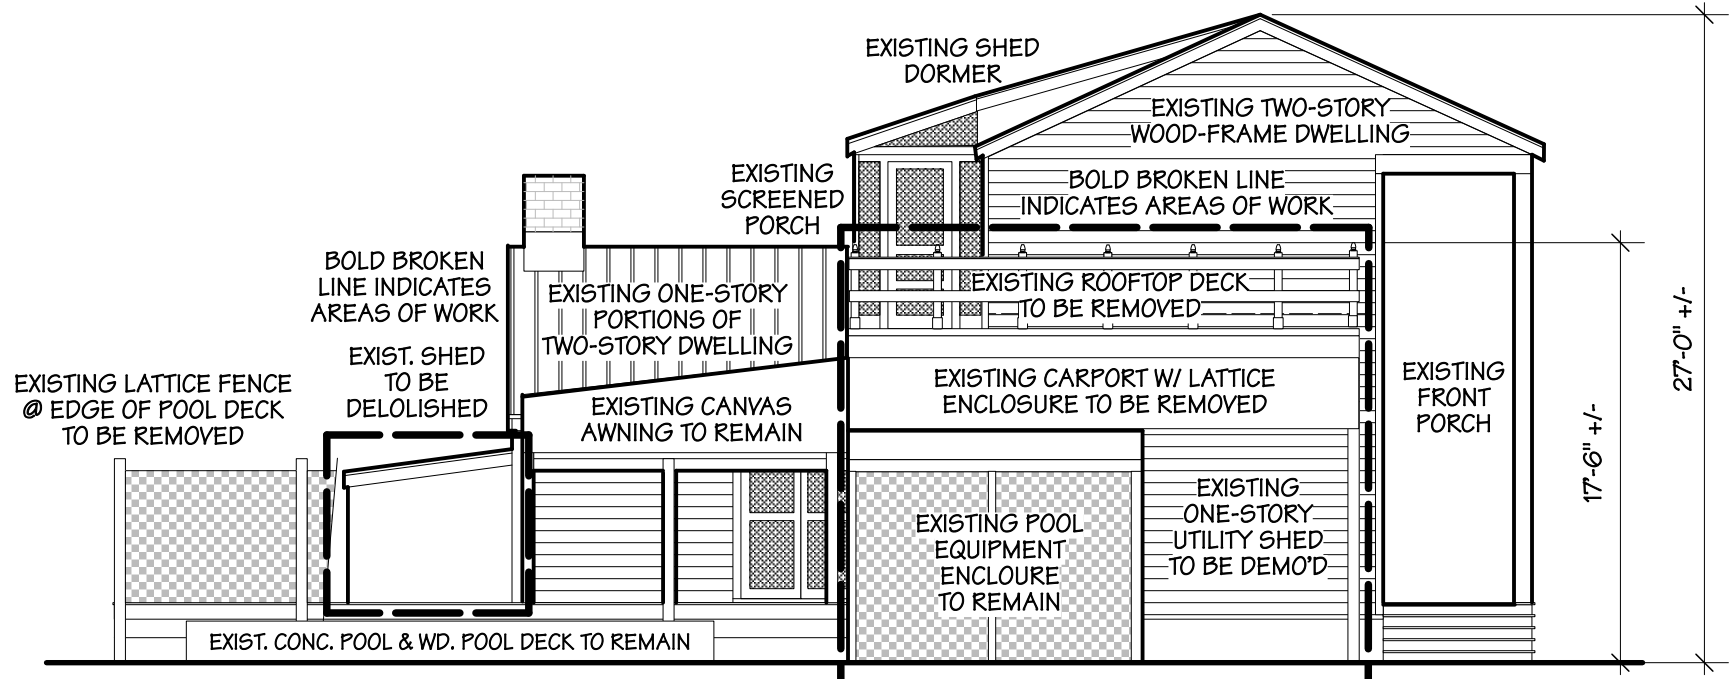 EXISTING SHED
DORMER
EXISTING TWO-STORY
WOOD-FRAME DWELLING
EXISTING
SCREENED
PORCH
BOLD BROKEN LINE
INDICATES AREAS OF WORK
BOLD BROKEN
LINE INDICATES
AREAS OF WORK
EXISTING ONE-STORY
PORTIONS OF
TWO-STORY DWELLING
EXISTING ROOFTOP DECK
TO BE REMOVED
EXIST. SHED
TO BE
DELOLISHED
EXISTING LATTICE FENCE
@ EDGE OF POOL DECK
TO BE REMOVED
EXISTING CANVAS
AWNING TO REMAIN
EXISTING CARPORT W/ LATTICE
ENCLOSURE TO BE REMOVED
EXISTING
FRONT
PORCH
27'-0" +/-
17'-6" +/-
EXISTING POOL
EQUIPMENT
ENCLOURE
TO REMAIN
EXISTING
ONE-STORY
UTILITY SHED
TO BE DEMO'D
EXIST. CONC. POOL & WD. POOL DECK TO REMAIN